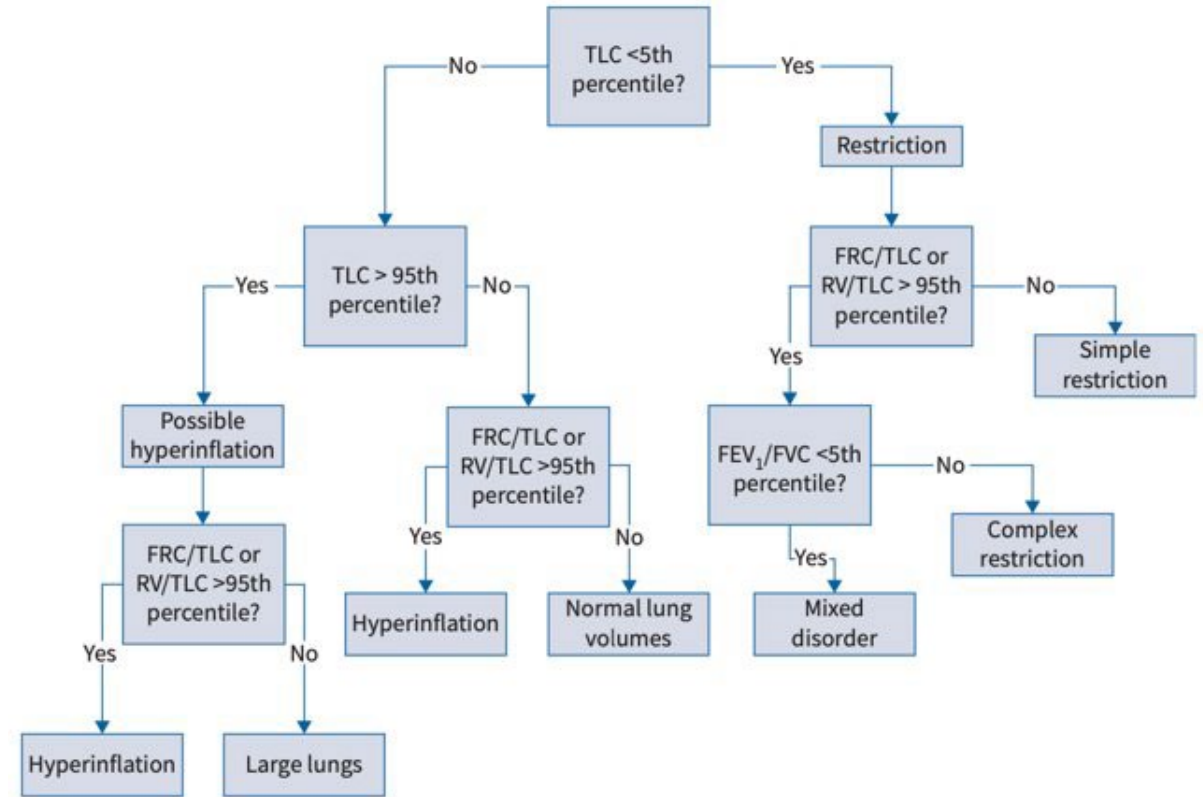 TLC <5th
percentile?
No
Yes
Restriction
TLC > 95th
percentile?
Yes
No
FRC/TLC or
RV/TLC > 95th
percentile?
No
Yes
Simple
restriction
Possible
hyperinflation
FRC/TLC or
RV/TLC >95th
percentile?
FEV₁/FVC <5th
percentile?
No
Yes
No
Complex
restriction
Yes
FRC/TLC or
RV/TLC >95th
percentile?
Hyperinflation
Normal lung
volumes
Mixed
disorder
Yes
No
Hyperinflation
Large lungs